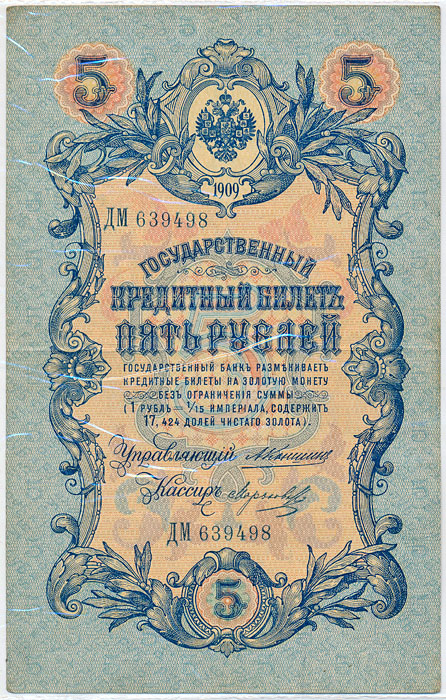 5 5
1909
ДМ 639498
ГОСУДАРСТВЕННЫЙ
КРЕДИТНЫЙ БИЛЕТЪ
ПЯТЬ РУБЛЕЙ
ГОСУДАРСТВЕННЫЙ БАНКЪ РАЗМѢНИВАЕТЪ
КРЕДИТНЫЕ БИЛЕТЫ НА ЗОЛОТУЮ МОНЕТУ
БЕЗЪ ОГРАНИЧЕНІЯ СУММЫ
(1 РУБЛЬ = 1/15 ИМПЕРІАЛА, СОДЕРЖИТЪ
17,424 ДОЛЕЙ ЧИСТАГО ЗОЛОТА).
Управляющій
Кассиръ
ДМ 639498
5